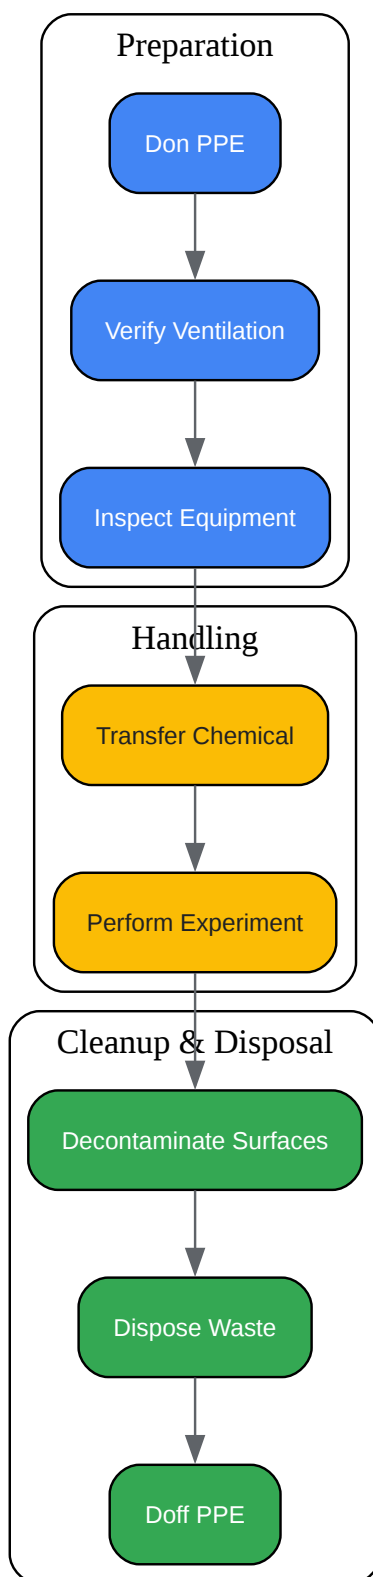 Preparation
Don PPE
Verify Ventilation
Inspect Equipment
Handling
Transfer Chemical
Perform Experiment
Cleanup & Disposal
Decontaminate Surfaces
Dispose Waste
Doff PPE